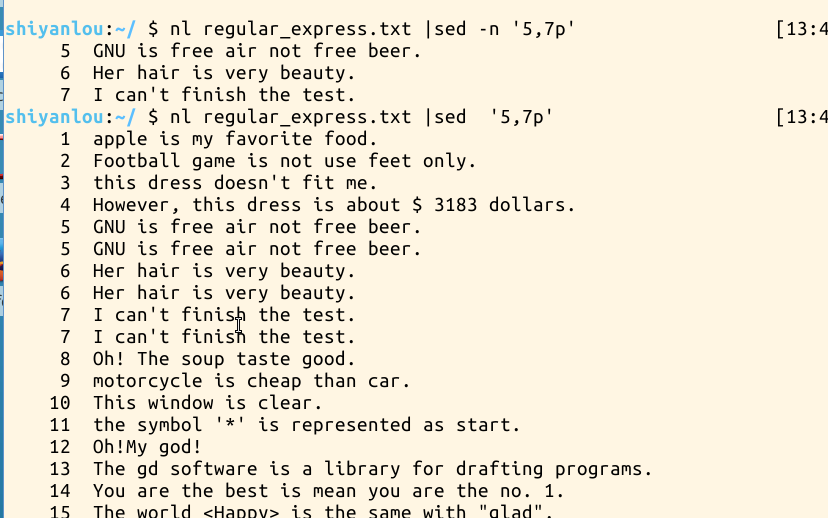 shiyanlou:~/ $ nl regular_express.txt |sed -n '5,7p' [13:4
5 GNU is free air not free beer.
6 Her hair is very beauty.
7 I can't finish the test.
shiyanlou:~/ $ nl regular_express.txt |sed  '5,7p' [13:4
1 apple is my favorite food.
2 Football game is not use feet only.
3 this dress doesn't fit me.
4 However, this dress is about $ 3183 dollars.
5 GNU is free air not free beer.
5 GNU is free air not free beer.
6 Her hair is very beauty.
6 Her hair is very beauty.
7 I can't finish the test.
7 I can't finish the test.
8 Oh! The soup taste good.
9 motorcycle is cheap than car.
10 This window is clear.
11 the symbol '*' is represented as start.
12 Oh!My god!
13 The gd software is a library for drafting programs.
14 You are the best is mean you are the no. 1.
15 The world <Happy> is the same with "glad".